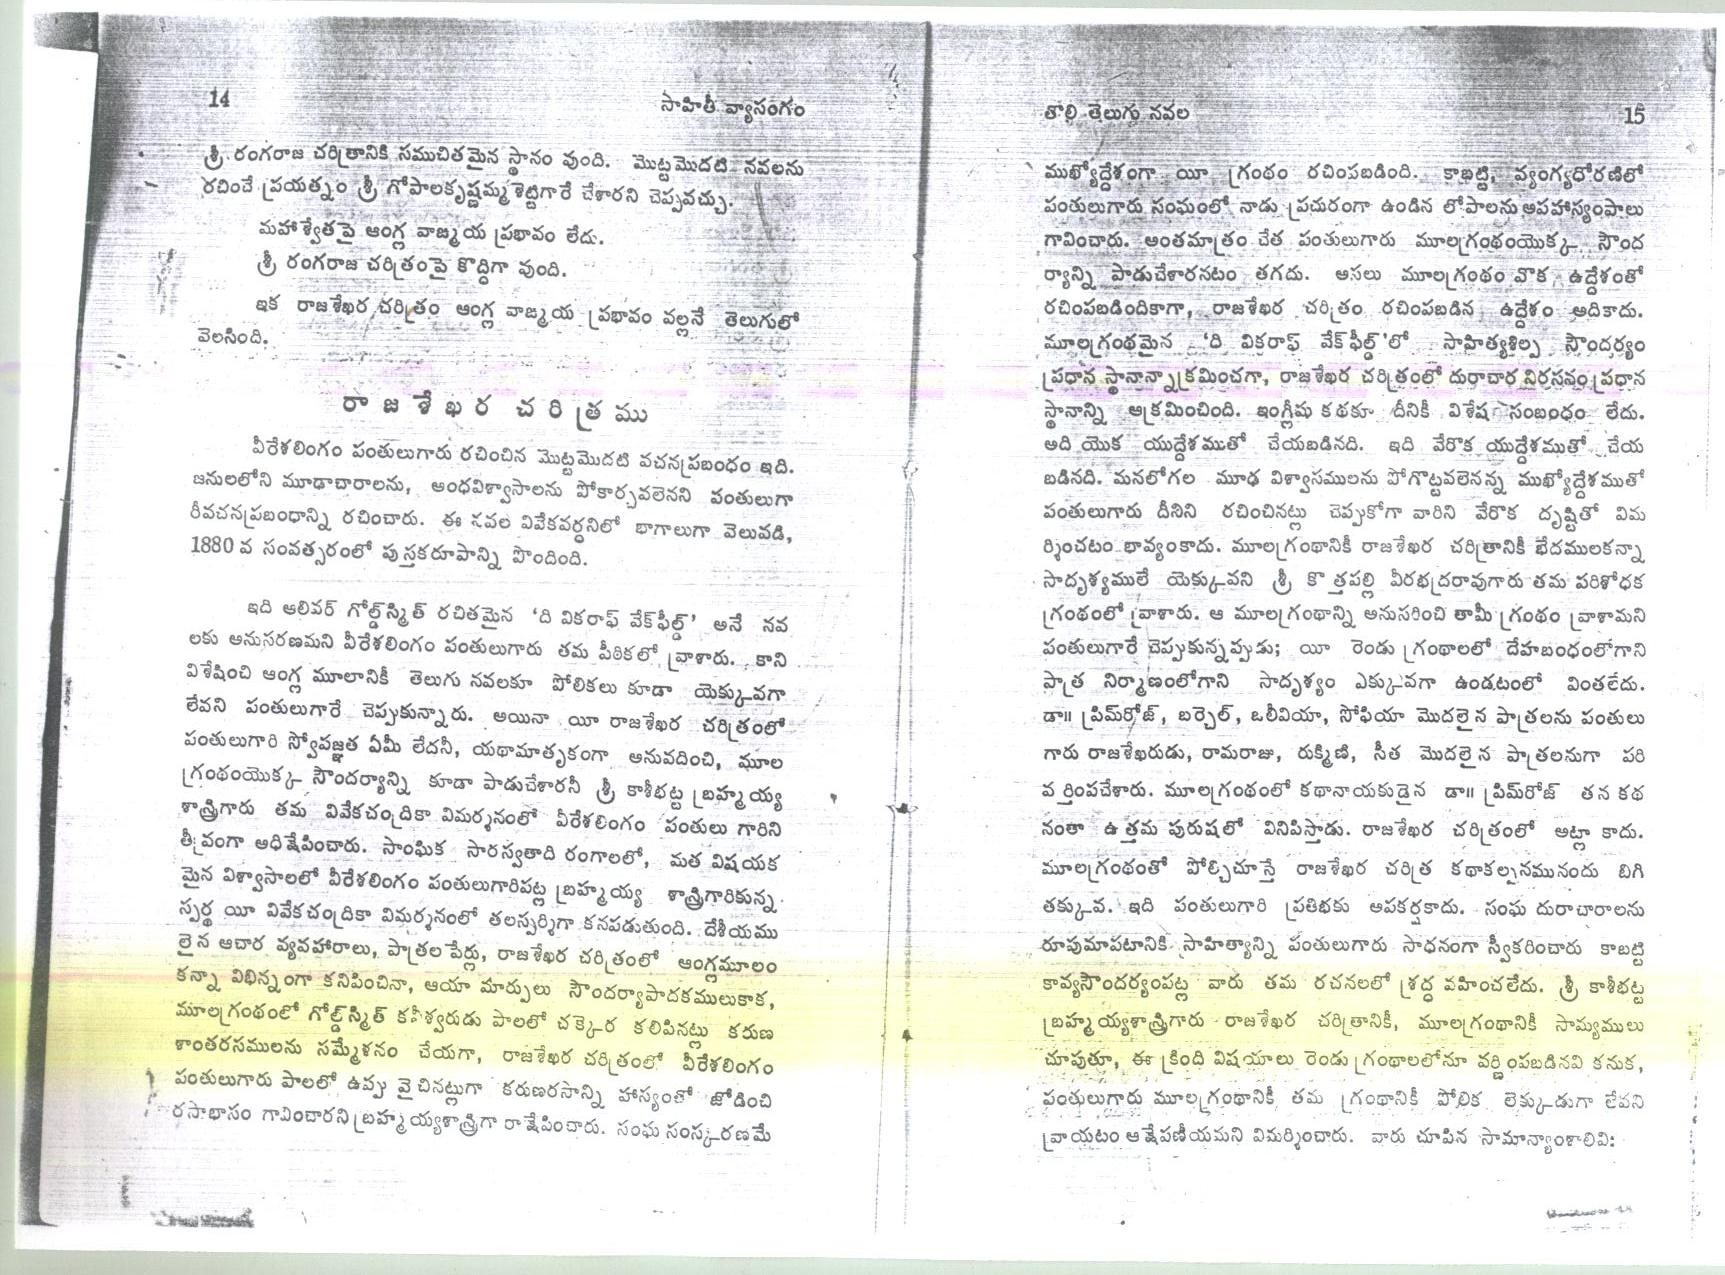 14
సాహితీ వ్యాసంగం
శ్రీ రంగరాజ చరిత్రానికి సముచితమైన స్థానం వుంది. మొట్టమొదటి నవలను
రచించే ప్రయత్నం శ్రీ గోపాలకృష్ణమ్మ శెట్టిగారే చేశారని చెప్పవచ్చు.
మహాశ్వేతపై ఆంగ్ల వాఙ్మయ ప్రభావం లేదు.
శ్రీ రంగరాజ చరిత్రంపై కొద్దిగా వుంది.
ఇక రాజశేఖర చరిత్రం ఆంగ్ల వాఙ్మయ ప్రభావం వల్లనే తెలుగులో
వెలసింది.
రాజశేఖర చరిత్రము
వీరేశలింగం పంతులుగారు రచించిన మొట్టమొదటి వచనప్రబంధం ఇది.
జనులలోని మూఢాచారాలను, అంధవిశ్వాసాలను పోకార్చవలెనని పంతులుగా
రీవచనప్రబంధాన్ని రచించారు. ఈ నవల వివేకవర్ధనిలో భాగాలుగా వెలువడి,
1880 వ సంవత్సరంలో పుస్తకరూపాన్ని పొందింది.
ఇది ఆలివర్ గోల్డ్‌స్మిత్ రచితమైన 'ది వికరాఫ్ వేక్‌ఫీల్డ్' అనే నవ
లకు అనుసరణమని వీరేశలింగం పంతులుగారు తమ పీఠికలో వ్రాశారు. కాని
విశేషించి ఆంగ్ల మూలానికీ తెలుగు నవలకూ పోలికలు కూడా యెక్కువగా
లేవని పంతులుగారే చెప్పుకున్నారు. అయినా యీ రాజశేఖర చరిత్రంలో
పంతులుగారి స్వోపజ్ఞత ఏమీ లేదనీ, యథామాతృకంగా అనువదించి, మూల
గ్రంథంయొక్క సౌందర్యాన్ని కూడా పాడుచేశారనీ శ్రీ కాశీభట్ట బ్రహ్మయ్య
శాస్త్రిగారు తమ వివేకచంద్రికా విమర్శనంలో వీరేశలింగం పంతులు గారిని
తీవ్రంగా అధిక్షేపించారు. సాంఘిక సారస్వతాది రంగాలలో, మత విషయక
మైన విశ్వాసాలలో వీరేశలింగం పంతులుగారిపట్ల బ్రహ్మయ్య శాస్త్రిగారికున్న
స్పర్థ యీ వివేకచంద్రికా విమర్శనంలో తలస్పర్శిగా కనపడుతుంది. దేశీయము
లైన ఆచార వ్యవహారాలు, పాత్రల పేర్లు, రాజశేఖర చరిత్రంలో ఆంగ్లమూలం
కన్నా విభిన్నంగా కనిపించినా, ఆయా మార్పులు సౌందర్యాపాదకములుకాక,
మూలగ్రంథంలో గోల్డ్‌స్మిత్ కవీశ్వరుడు పాలలో చక్కెర కలిపినట్లు కరుణ
శాంతరసములను సమ్మేళనం చేయగా, రాజశేఖర చరిత్రంలో వీరేశలింగం
పంతులుగారు పాలలో ఉప్పు వైచినట్లుగా కరుణరసాన్ని హాస్యంతో జోడించి
రసాభాసం గావించారని బ్రహ్మయ్యశాస్త్రిగా రాక్షేపించారు. సంఘ సంస్కరణమే
తొలి తెలుగు నవల
15
ముఖ్యోద్దేశంగా యీ గ్రంథం రచింపబడింది. కాబట్టి, వ్యంగ్యధోరణిలో
పంతులుగారు సంఘంలో నాడు ప్రచురంగా ఉండిన లోపాలను అపహాస్యంపాలు
గావించారు. అంతమాత్రం చేత పంతులుగారు మూలగ్రంథంయొక్క సౌంద
ర్యాన్ని పాడుచేశారనటం తగదు. అసలు మూలగ్రంథం వొక ఉద్దేశంతో
రచింపబడిందికాగా, రాజశేఖర చరిత్రం రచింపబడిన ఉద్దేశం అదికాదు.
మూలగ్రంథమైన 'ది వికరాఫ్ వేక్‌ఫీల్డ్'లో సాహిత్యశిల్ప సౌందర్యం
ప్రధాన స్థానాన్నాక్రమించగా, రాజశేఖర చరిత్రంలో దురాచార నిరసనం ప్రధాన
స్థానాన్ని ఆక్రమించింది. ఇంగ్లీషు కథకూ దీనికీ విశేష సంబంధం లేదు.
అది యొక యుద్దేశముతో చేయబడినది. ఇది వేరొక యుద్దేశముతో చేయ
బడినది. మనలోగల మూఢ విశ్వాసములను పోగొట్టవలెనన్న ముఖ్యోద్దేశముతో
పంతులుగారు దీనిని రచించినట్లు చెప్పుకోగా వారిని వేరొక దృష్టితో విమ
ర్శించటం భావ్యంకాదు. మూలగ్రంథానికీ రాజశేఖర చరిత్రానికీ భేదములకన్నా
సాదృశ్యములే యెక్కువని శ్రీ కొత్తపల్లి వీరభద్రరావుగారు తమ పరిశోధక
గ్రంథంలో వ్రాశారు. ఆ మూలగ్రంథాన్ని అనుసరించి తామీ గ్రంథం వ్రాశామని
పంతులుగారే చెప్పుకున్నప్పుడు; యీ రెండు గ్రంథాలలో దేహబంధంలోగాని
పాత్ర నిర్మాణంలోగాని సాదృశ్యం ఎక్కువగా ఉండటంలో వింతలేదు.
డా॥ ప్రిమ్‌రోజ్, బర్చెల్, ఒలీవియా, సోఫియా మొదలైన పాత్రలను పంతులు
గారు రాజశేఖరుడు, రామరాజు, రుక్మిణి, సీత మొదలైన పాత్రలనుగా పరి
వర్తింపచేశారు. మూలగ్రంథంలో కథానాయకుడైన డా॥ ప్రిమ్‌రోజ్ తన కథ
నంతా ఉత్తమ పురుషలో వినిపిస్తాడు. రాజశేఖర చరిత్రంలో అట్లా కాదు.
మూలగ్రంథంతో పోల్చిచూస్తే రాజశేఖర చరిత్ర కథాకల్పనమునందు బిగి
తక్కువ. ఇది పంతులుగారి ప్రతిభకు అపకర్షకాదు. సంఘ దురాచారాలను
రూపుమాపటానికి సాహిత్యాన్ని పంతులుగారు సాధనంగా స్వీకరించారు కాబట్టి
కావ్యసౌందర్యంపట్ల వారు తమ రచనలలో శ్రద్ధ వహించలేదు. శ్రీ కాశీభట్ట
బ్రహ్మయ్యశాస్త్రిగారు రాజశేఖర చరిత్రానికీ, మూలగ్రంథానికీ సామ్యములు
చూపుతూ, ఈ క్రింది విషయాలు రెండు గ్రంథాలలోనూ వర్ణింపబడినవి కనుక,
పంతులుగారు మూలగ్రంథానికీ తమ గ్రంథానికీ పోలిక లెక్కుడుగా లేవని
వ్రాయటం ఆక్షేపణీయమని విమర్శించారు. వారు చూపిన సామాన్యాంశాలివి: